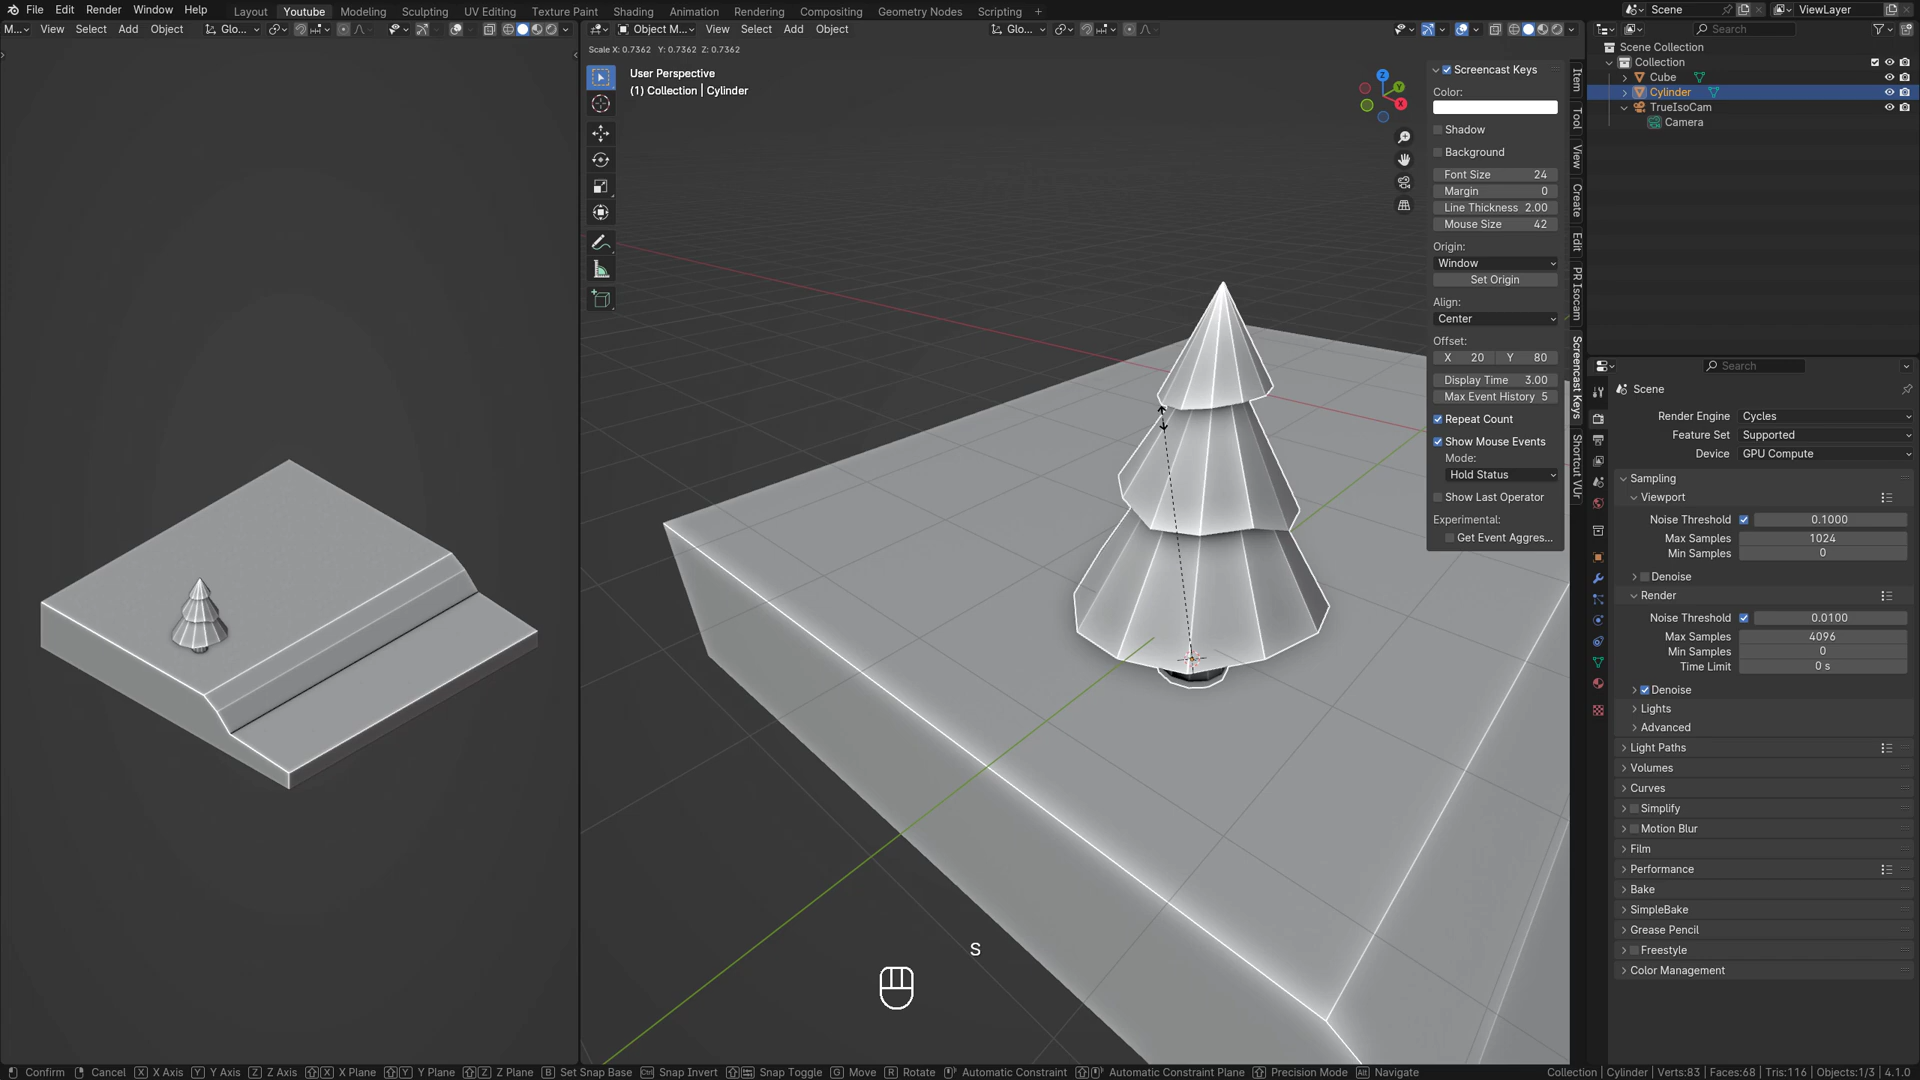 File Edit Render Window Help Layout Youtube Modeling Sculpting UV Editing Texture Paint Shading Animation Rendering Compositing Geometry Nodes Scripting + Scene ViewLayer
M... View Select Add Object Glo... Object M... View Select Add Object Glo... Search
Scale X: 0.7362 Y: 0.7362 Z: 0.7362
User Perspective
(1) Collection | Cylinder
Z
Y
X
Screencast Keys
Color:
Shadow
Background
Font Size 24
Margin 0
Line Thickness 2.00
Mouse Size 42
Origin:
Window
Set Origin
Align:
Center
Offset:
X 20 Y 80
Display Time 3.00
Max Event History 5
Repeat Count
Show Mouse Events
Mode:
Hold Status
Show Last Operator
Experimental:
Get Event Aggres...
Item
Tool
View
Create
Edit
PR Isocam
Screencast Keys
Shortcut VUr
Scene Collection
Collection
Cube
Cylinder
TrueIsoCam
Camera
Search
Scene
Render Engine Cycles
Feature Set Supported
Device GPU Compute
Sampling
Viewport
Noise Threshold 0.1000
Max Samples 1024
Min Samples 0
Denoise
Render
Noise Threshold 0.0100
Max Samples 4096
Min Samples 0
Time Limit 0 s
Denoise
Lights
Advanced
Light Paths
Volumes
Curves
Simplify
Motion Blur
Film
Performance
Bake
SimpleBake
Grease Pencil
Freestyle
Color Management
S
Confirm Cancel X X Axis Y Y Axis Z Z Axis X X Plane Y Y Plane Z Z Plane B Set Snap Base Ctrl Snap Invert Snap Toggle G Move R Rotate Automatic Constraint Automatic Constraint Plane Precision Mode Alt Navigate Collection | Cylinder | Verts:83 | Faces:68 | Tris:116 | Objects:1/3 | 4.1.0